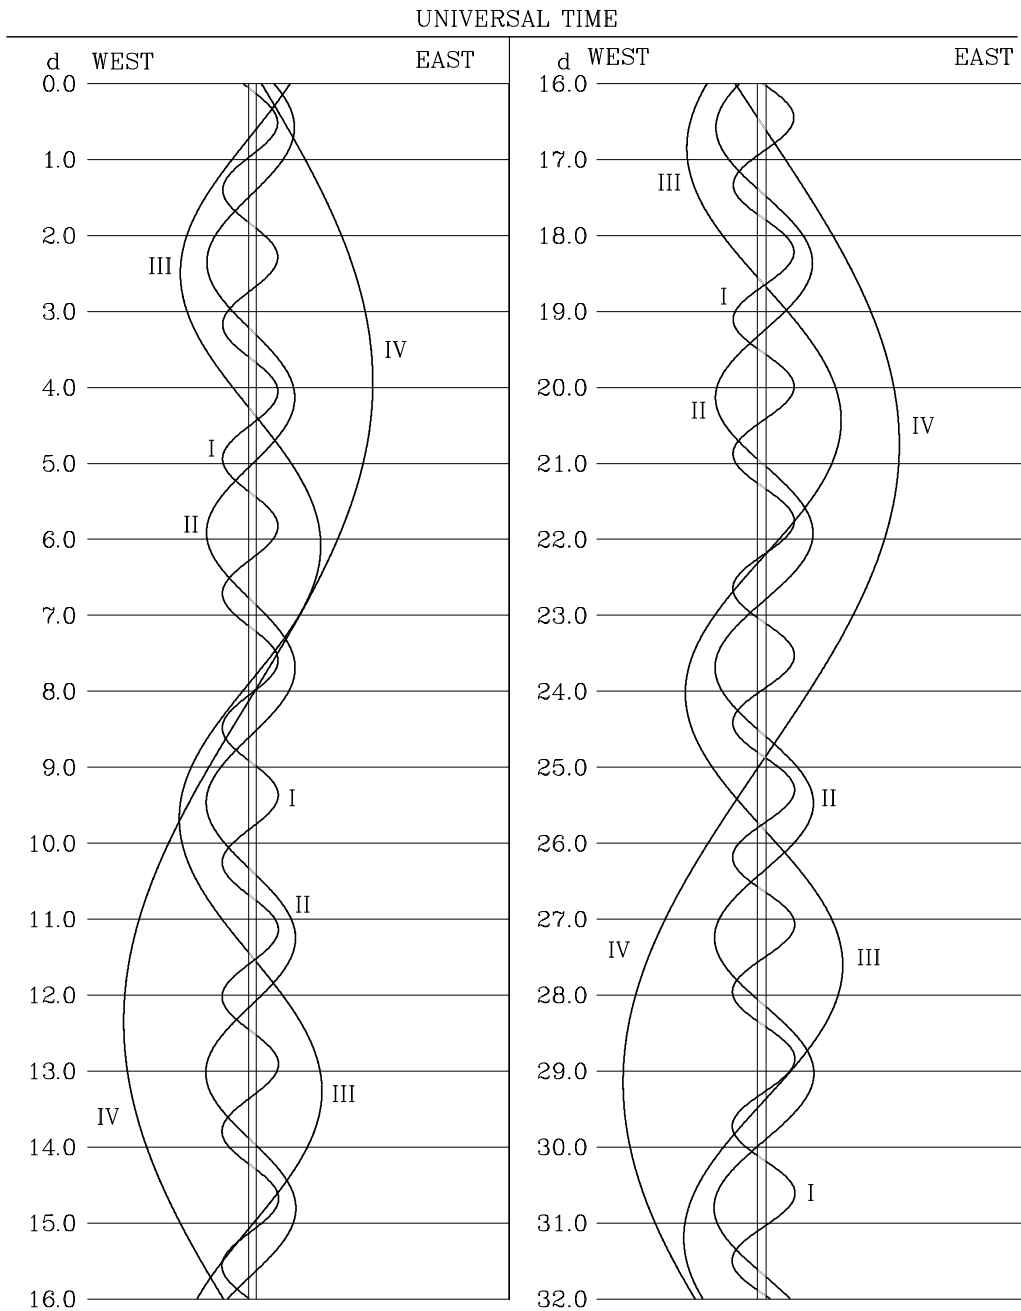 UNIVERSAL TIME
d WEST EAST
0.0
1.0
2.0
III
3.0
IV
4.0
I
5.0
II
6.0
7.0
8.0
9.0
I
10.0
II
11.0
12.0
13.0
III
IV
14.0
15.0
16.0
d WEST EAST
16.0
17.0
III
18.0
I
19.0
20.0
II
IV
21.0
22.0
23.0
24.0
25.0
II
26.0
27.0
IV
III
28.0
29.0
30.0
I
31.0
32.0